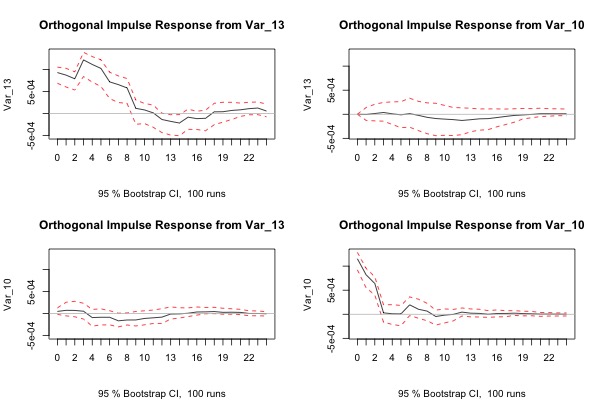 Orthogonal Impulse Response from Var_13
Var_13
5e-04
-5e-04
0 2 4 6 8 10 13 16 19 22
95 % Bootstrap CI, 100 runs
Orthogonal Impulse Response from Var_10
Var_13
5e-04
-5e-04
0 2 4 6 8 10 13 16 19 22
95 % Bootstrap CI, 100 runs
Orthogonal Impulse Response from Var_13
Var_10
5e-04
-5e-04
0 2 4 6 8 10 13 16 19 22
95 % Bootstrap CI, 100 runs
Orthogonal Impulse Response from Var_10
Var_10
5e-04
-5e-04
0 2 4 6 8 10 13 16 19 22
95 % Bootstrap CI, 100 runs